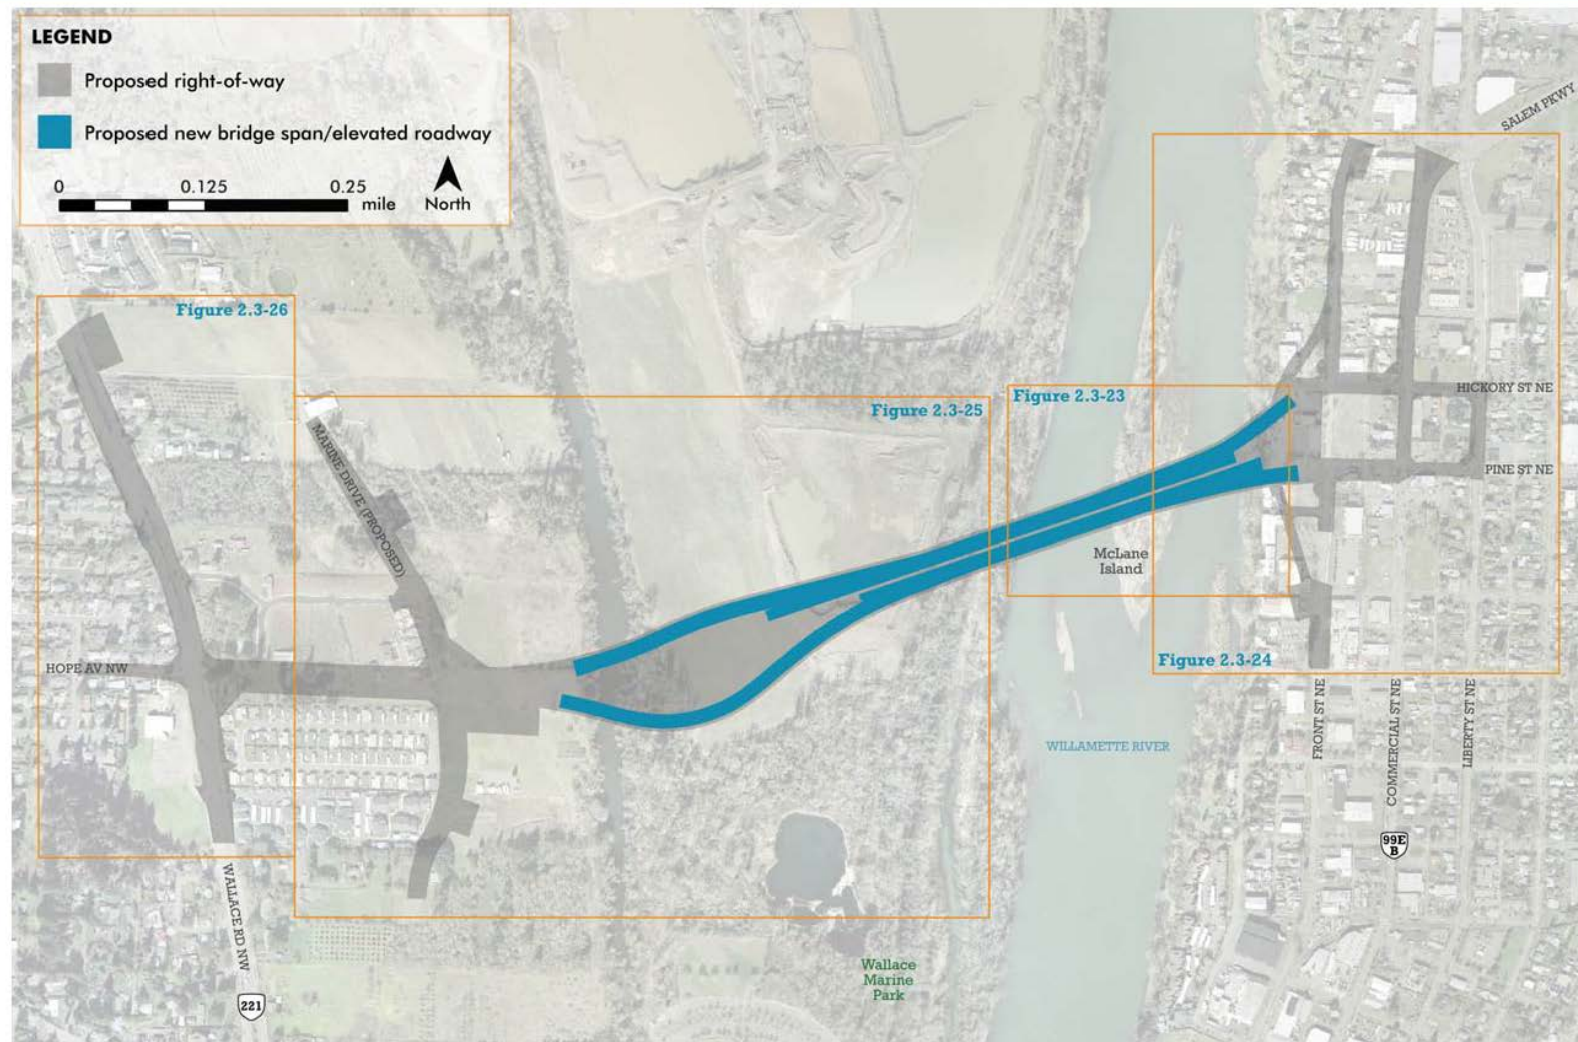 LEGEND
Proposed right-of-way
Proposed new bridge span/elevated roadway
0 0.125 0.25
mile
North
SALEM PKWY
Figure 2.3-26
Figure 2.3-25
Figure 2.3-23
HICKORY ST NE
MARINE DRIVE (PROPOSED)
PINE ST NE
McLane
Island
HOPE AV NW
Figure 2.3-24
WILLAMETTE RIVER
FRONT ST NE
COMMERCIAL ST NE
LIBERTY ST NE
99E
B
WALLACE RD NW
Wallace
Marine
Park
221